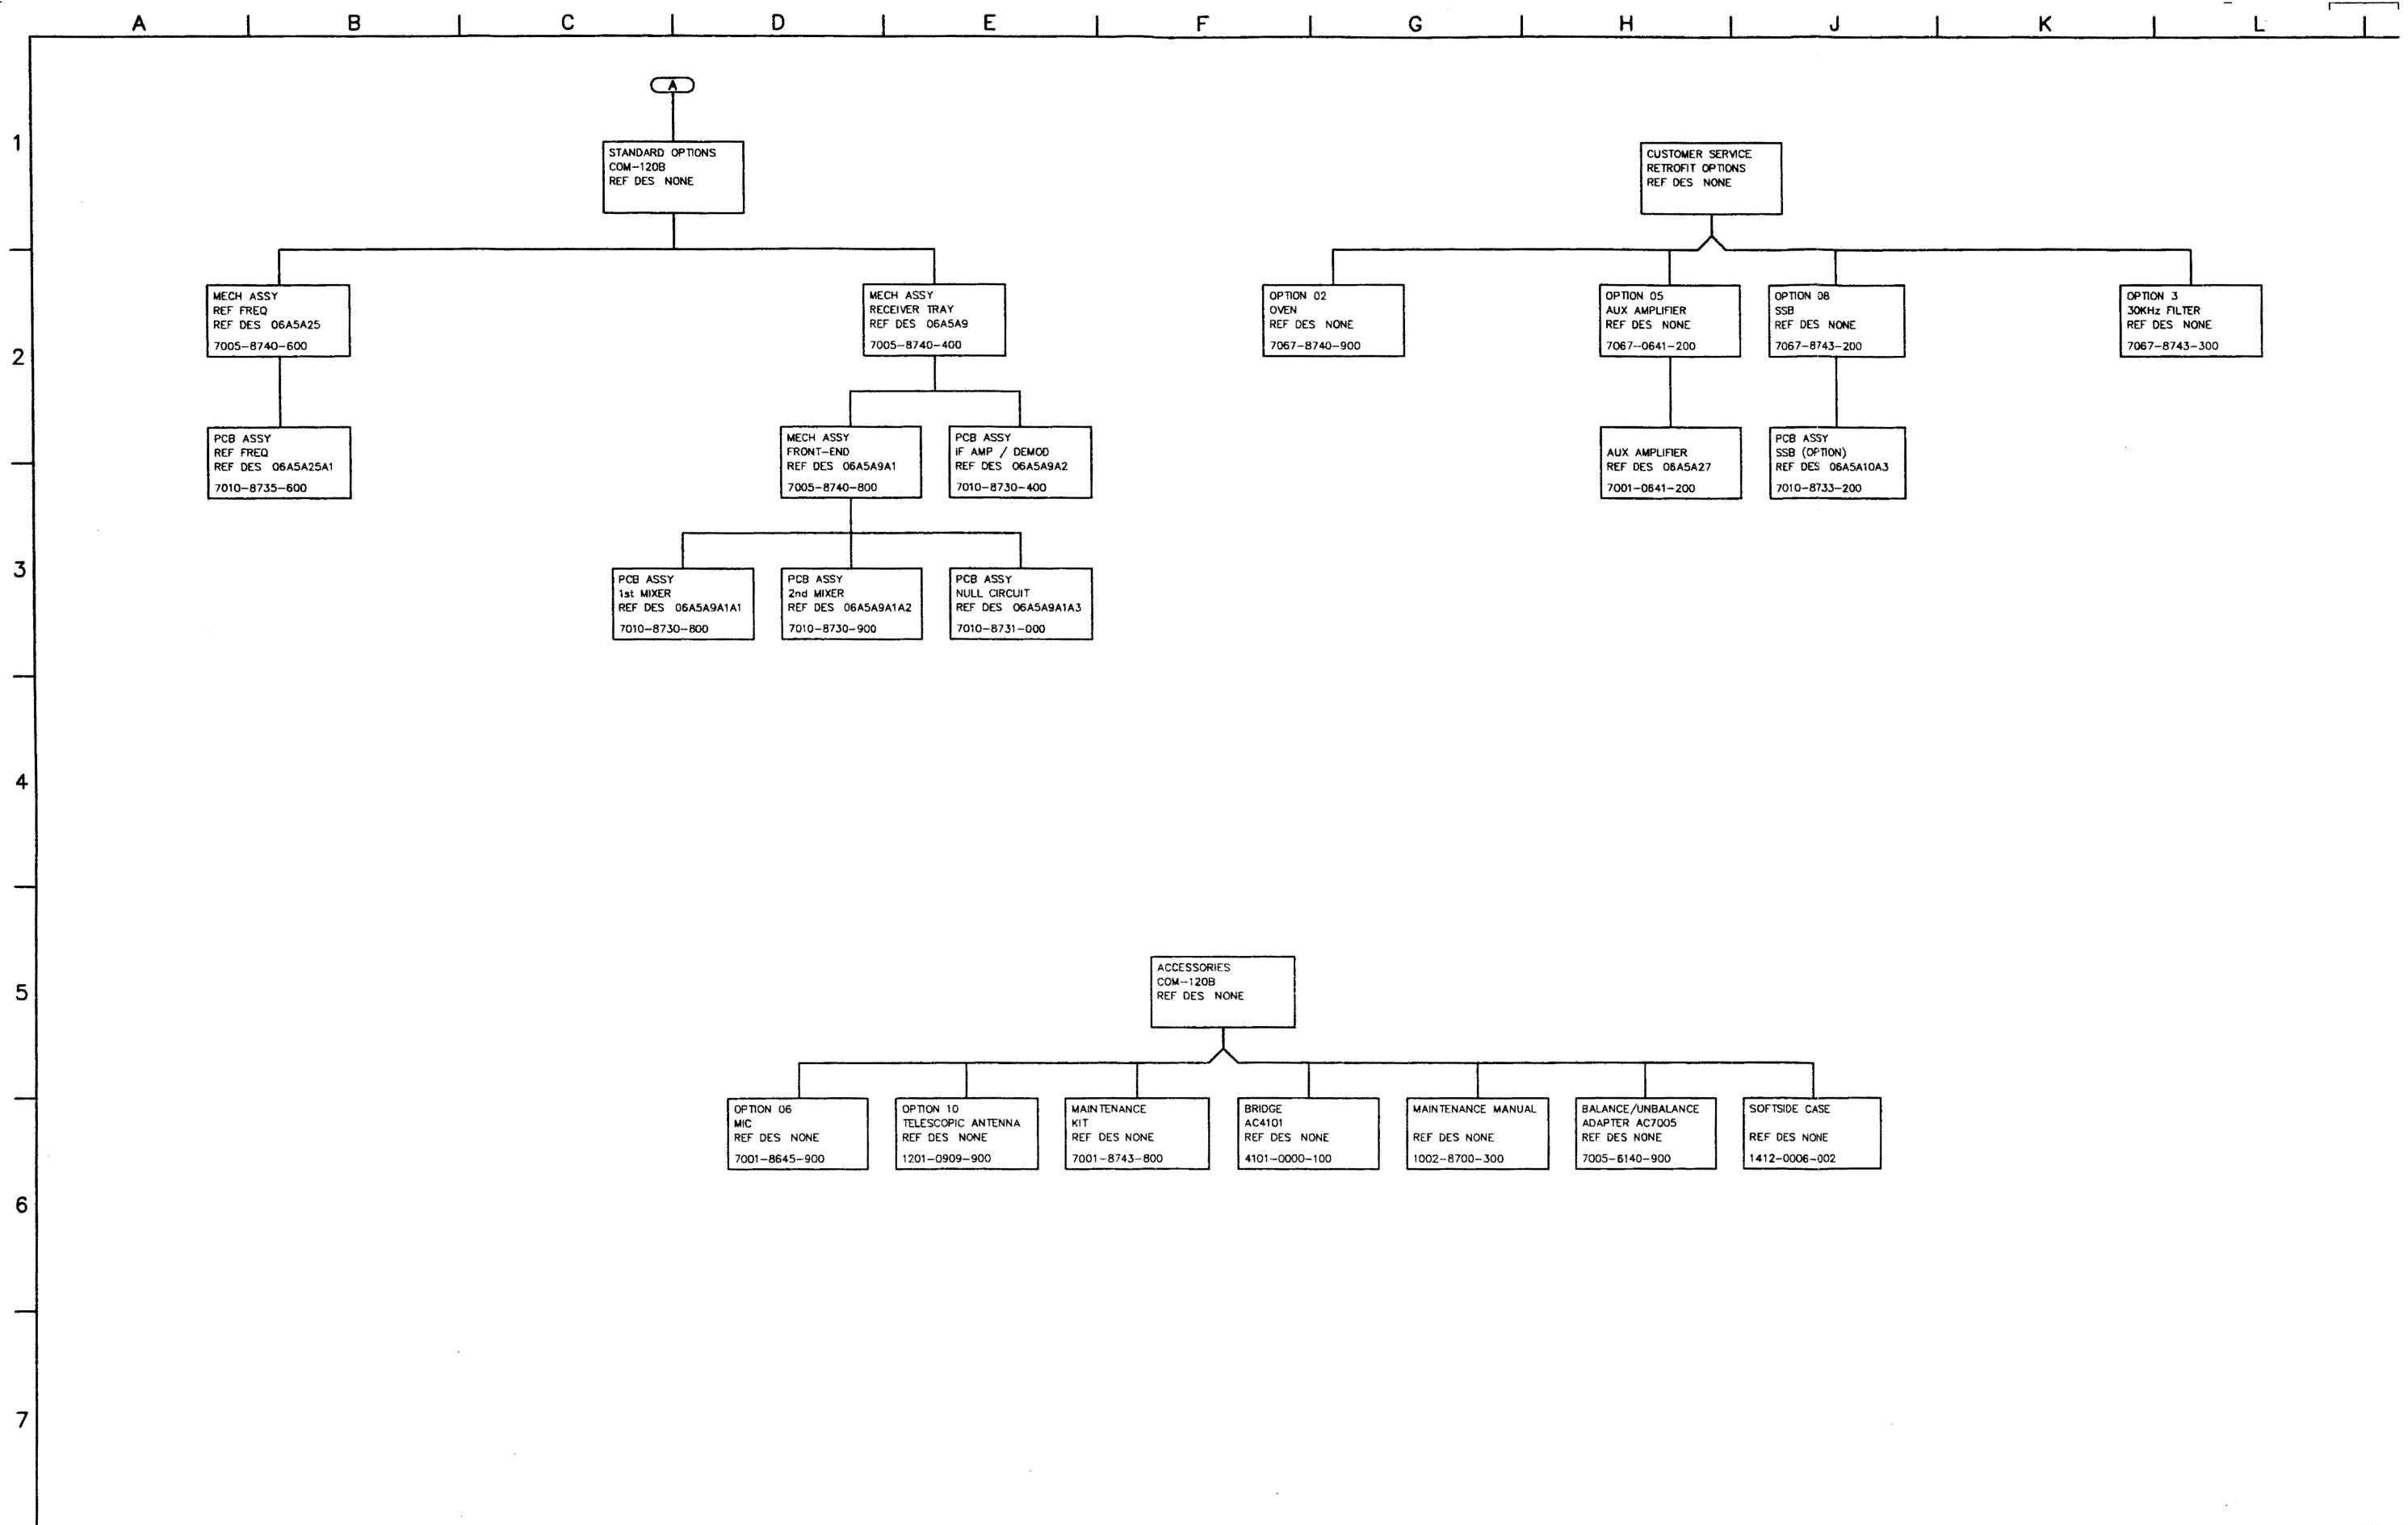 A B C D E F G H J K L
A
1
STANDARD OPTIONS
COM-120B
REF DES NONE
CUSTOMER SERVICE
RETROFIT OPTIONS
REF DES NONE
MECH ASSY
REF FREQ
REF DES 06A5A25
7005-8740-600
MECH ASSY
RECEIVER TRAY
REF DES 06A5A9
7005-8740-400
OPTION 02
OVEN
REF DES NONE
7067-8740-900
OPTION 05
AUX AMPLIFIER
REF DES NONE
7067-0641-200
OPTION 08
SSB
REF DES NONE
7067-8743-200
OPTION 3
30KHz FILTER
REF DES NONE
7067-8743-300
2
PCB ASSY
REF FREQ
REF DES 06A5A25A1
7010-8735-600
MECH ASSY
FRONT-END
REF DES 06A5A9A1
7005-8740-800
PCB ASSY
IF AMP / DEMOD
REF DES 06A5A9A2
7010-8730-400
AUX AMPLIFIER
REF DES 06A5A27
7001-0641-200
PCB ASSY
SSB (OPTION)
REF DES 06A5A10A3
7010-8733-200
3
PCB ASSY
1st MIXER
REF DES 06A5A9A1A1
7010-8730-800
PCB ASSY
2nd MIXER
REF DES 06A5A9A1A2
7010-8730-900
PCB ASSY
NULL CIRCUIT
REF DES 06A5A9A1A3
7010-8731-000
4
5
ACCESSORIES
COM-120B
REF DES NONE
OPTION 06
MIC
REF DES NONE
7001-8645-900
OPTION 10
TELESCOPIC ANTENNA
REF DES NONE
1201-0909-900
MAINTENANCE
KIT
REF DES NONE
7001-8743-800
BRIDGE
AC4101
REF DES NONE
4101-0000-100
MAINTENANCE MANUAL
REF DES NONE
1002-8700-300
BALANCE/UNBALANCE
ADAPTER AC7005
REF DES NONE
7005-6140-900
SOFTSIDE CASE
REF DES NONE
1412-0006-002
6
7